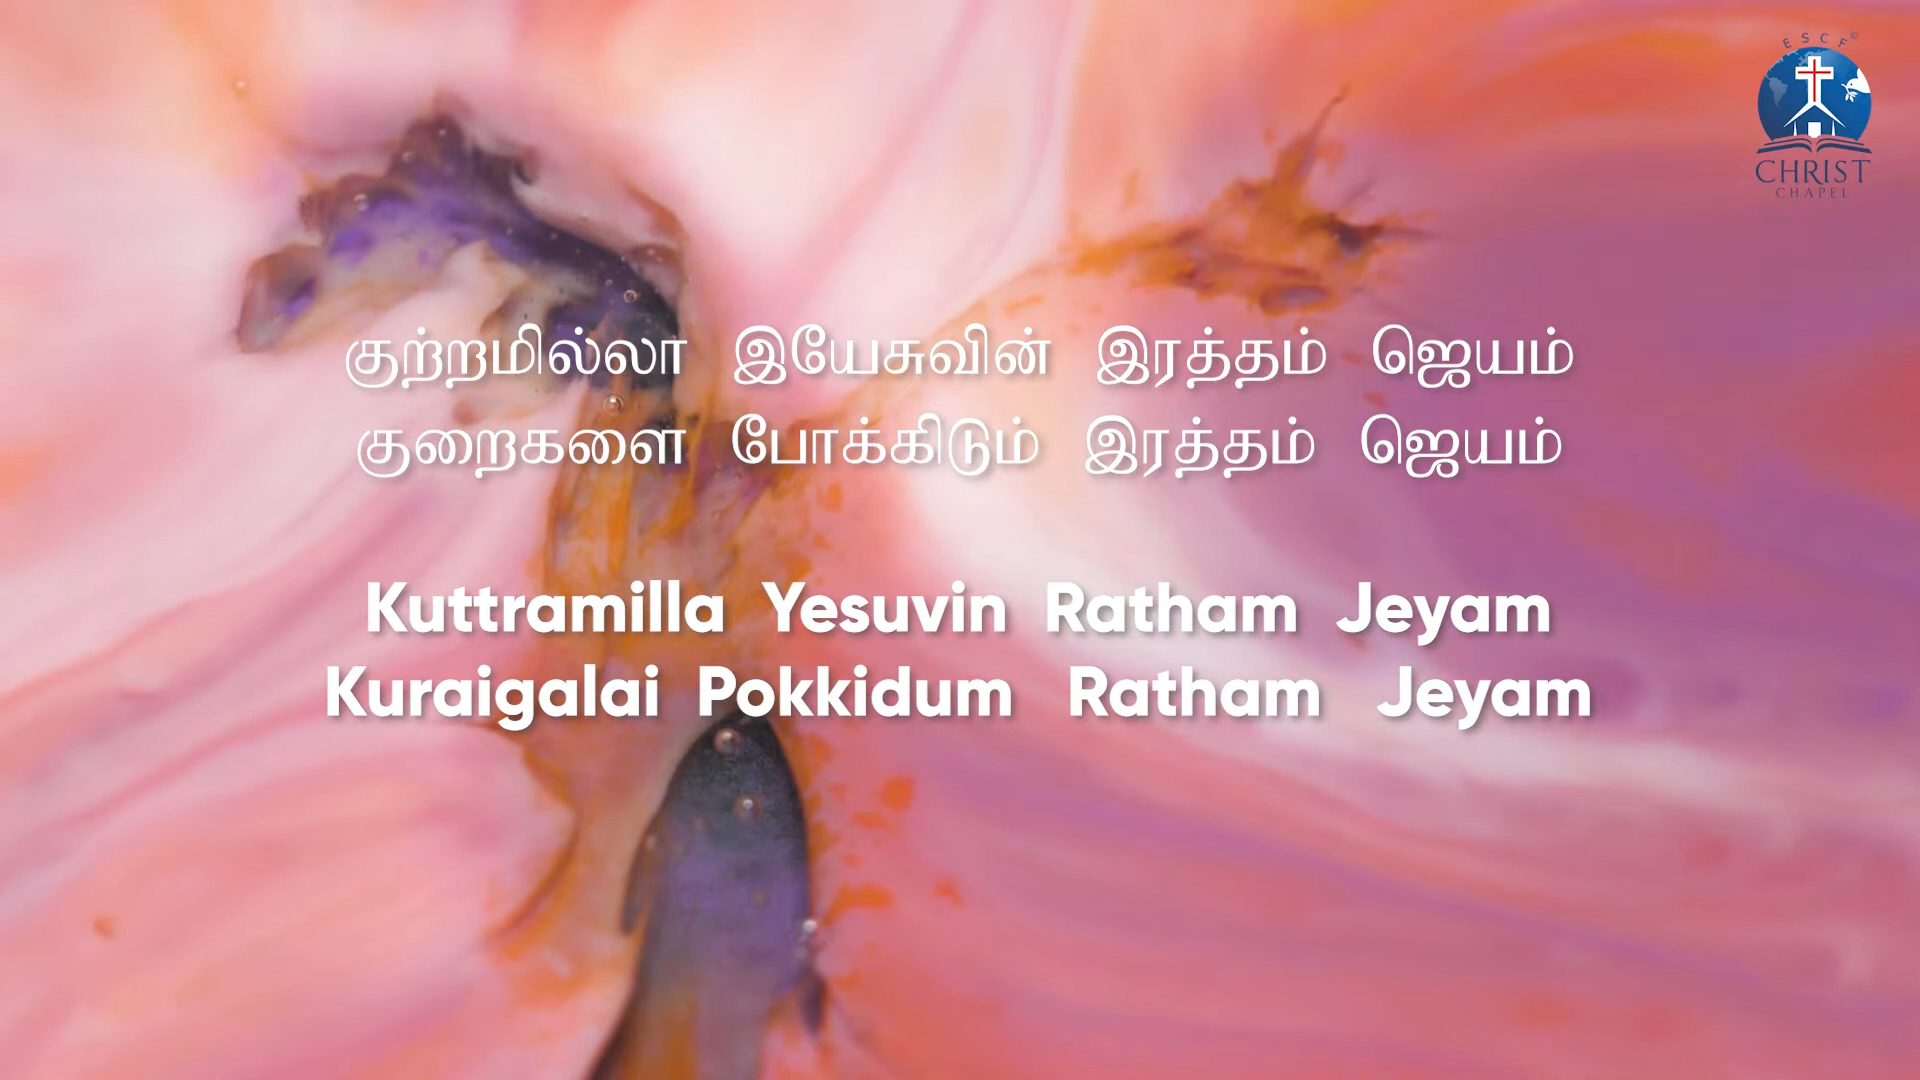 ESCF©
CHRIST
CHAPEL
குற்றமில்லா இயேசுவின் இரத்தம் ஜெயம்
குறைகளை போக்கிடும் இரத்தம் ஜெயம்
Kuttramilla Yesuvin Ratham Jeyam
Kuraigalai Pokkidum Ratham Jeyam